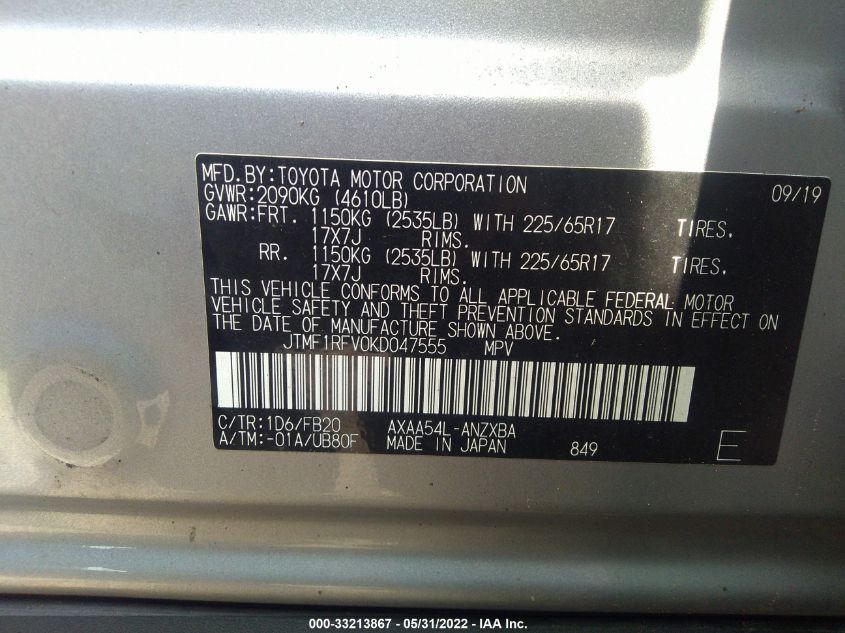 MFD.BY:TOYOTA MOTOR CORPORATION 09/19
GVWR:2090KG (4610LB)
GAWR:FRT. 1150KG (2535LB) WITH 225/65R17 TIRES.
17X7J RIMS.
RR. 1150KG (2535LB) WITH 225/65R17 TIRES.
17X7J RIMS.
THIS VEHICLE CONFORMS TO ALL APPLICABLE FEDERAL MOTOR
VEHICLE SAFETY AND THEFT PREVENTION STANDARDS IN EFFECT ON
THE DATE OF MANUFACTURE SHOWN ABOVE.
JTMF1RFV0KD047555 MPV
C/TR:1D6/FB20 AXAA54L-ANZXBA
A/TM:-01A/UB80F MADE IN JAPAN 849 E
000-33213867 - 05/31/2022 - IAA Inc.